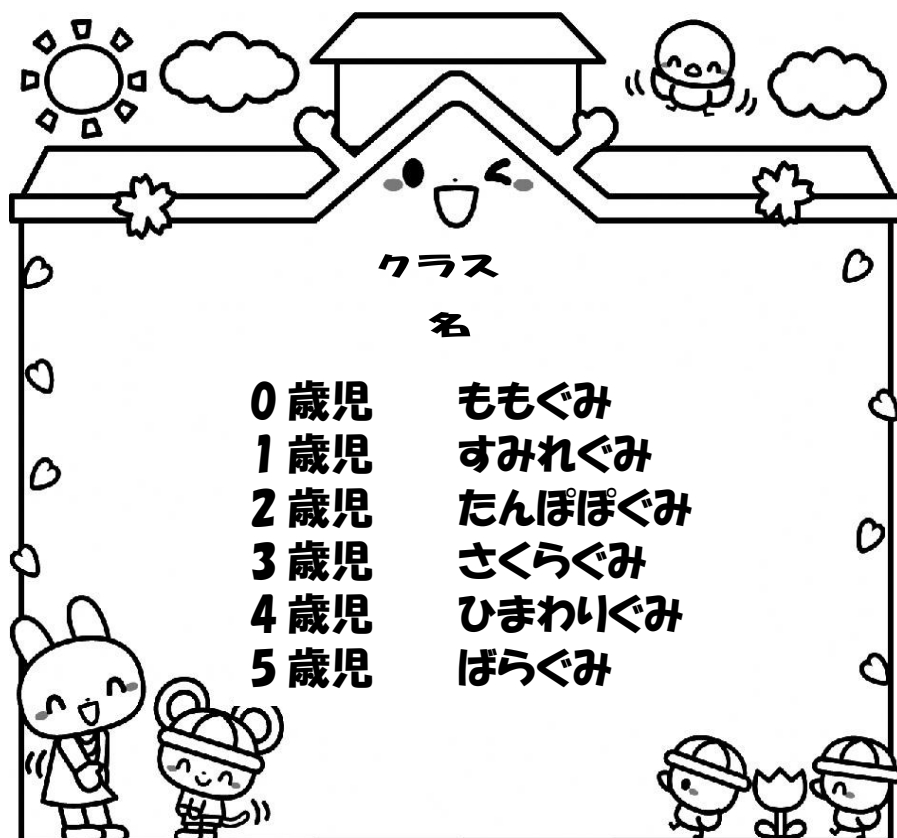 クラス
名
0歳児 ももぐみ
1歳児 すみれぐみ
2歳児 たんぽぽぐみ
3歳児 さくらぐみ
4歳児 ひまわりぐみ
5歳児 ばらぐみ